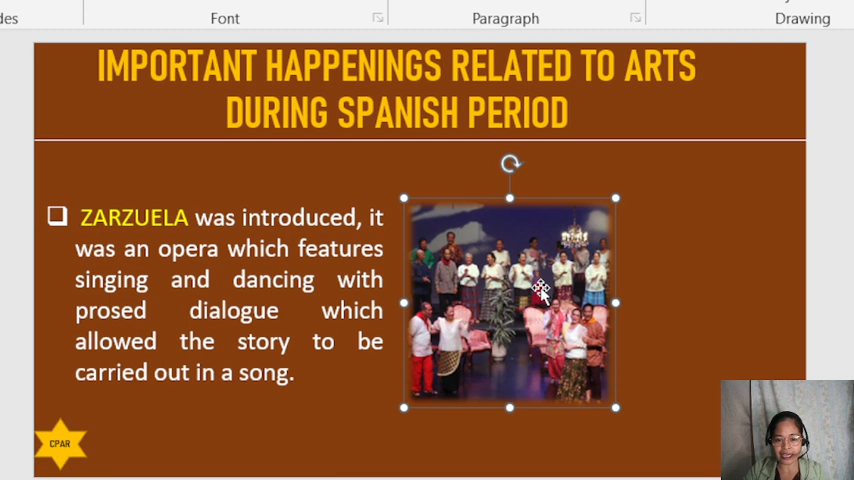 Font
Paragraph
Drawing
IMPORTANT HAPPENINGS RELATED TO ARTS
DURING SPANISH PERIOD
ZARZUELA was introduced, it
was an opera which features
singing and dancing with
prosed dialogue which
allowed the story to be
carried out in a song.
CPAR